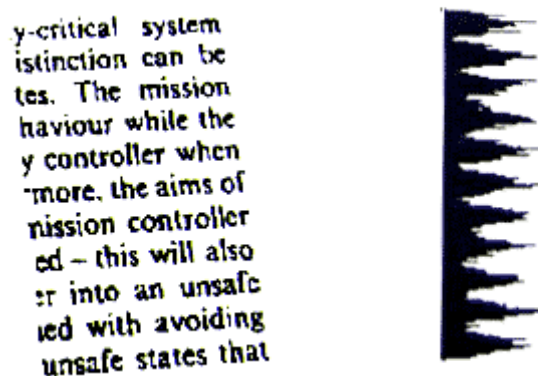 y-critical system
istinction can be
tes. The mission
haviour while the
y controller when
more, the aims of
nission controller
ed – this will also
er into an unsafe
ied with avoiding
unsafe states that